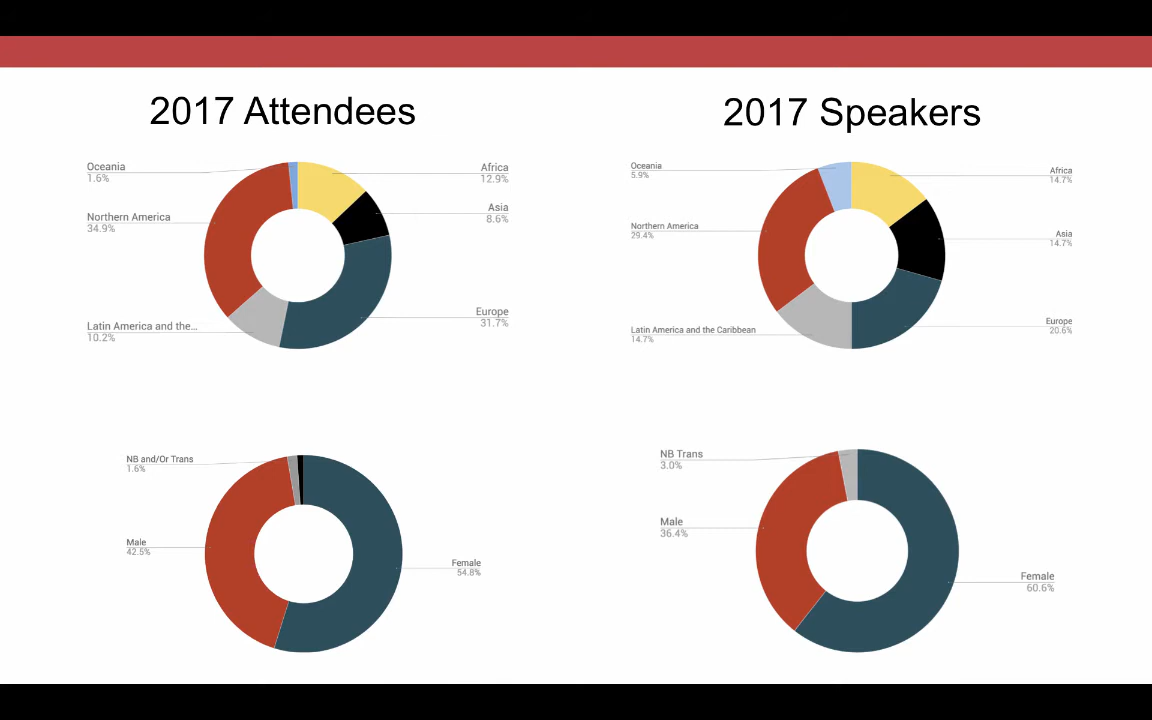 2017 Attendees
Oceania
1.6%
Northern America
34.9%
Latin America and the...
10.2%
Africa
12.9%
Asia
8.6%
Europe
31.7%
2017 Speakers
Oceania
5.9%
Northern America
29.4%
Latin America and the Caribbean
14.7%
Africa
14.7%
Asia
14.7%
Europe
20.6%
NB and/Or Trans
1.6%
Male
42.5%
Female
54.8%
NB Trans
3.0%
Male
36.4%
Female
60.6%